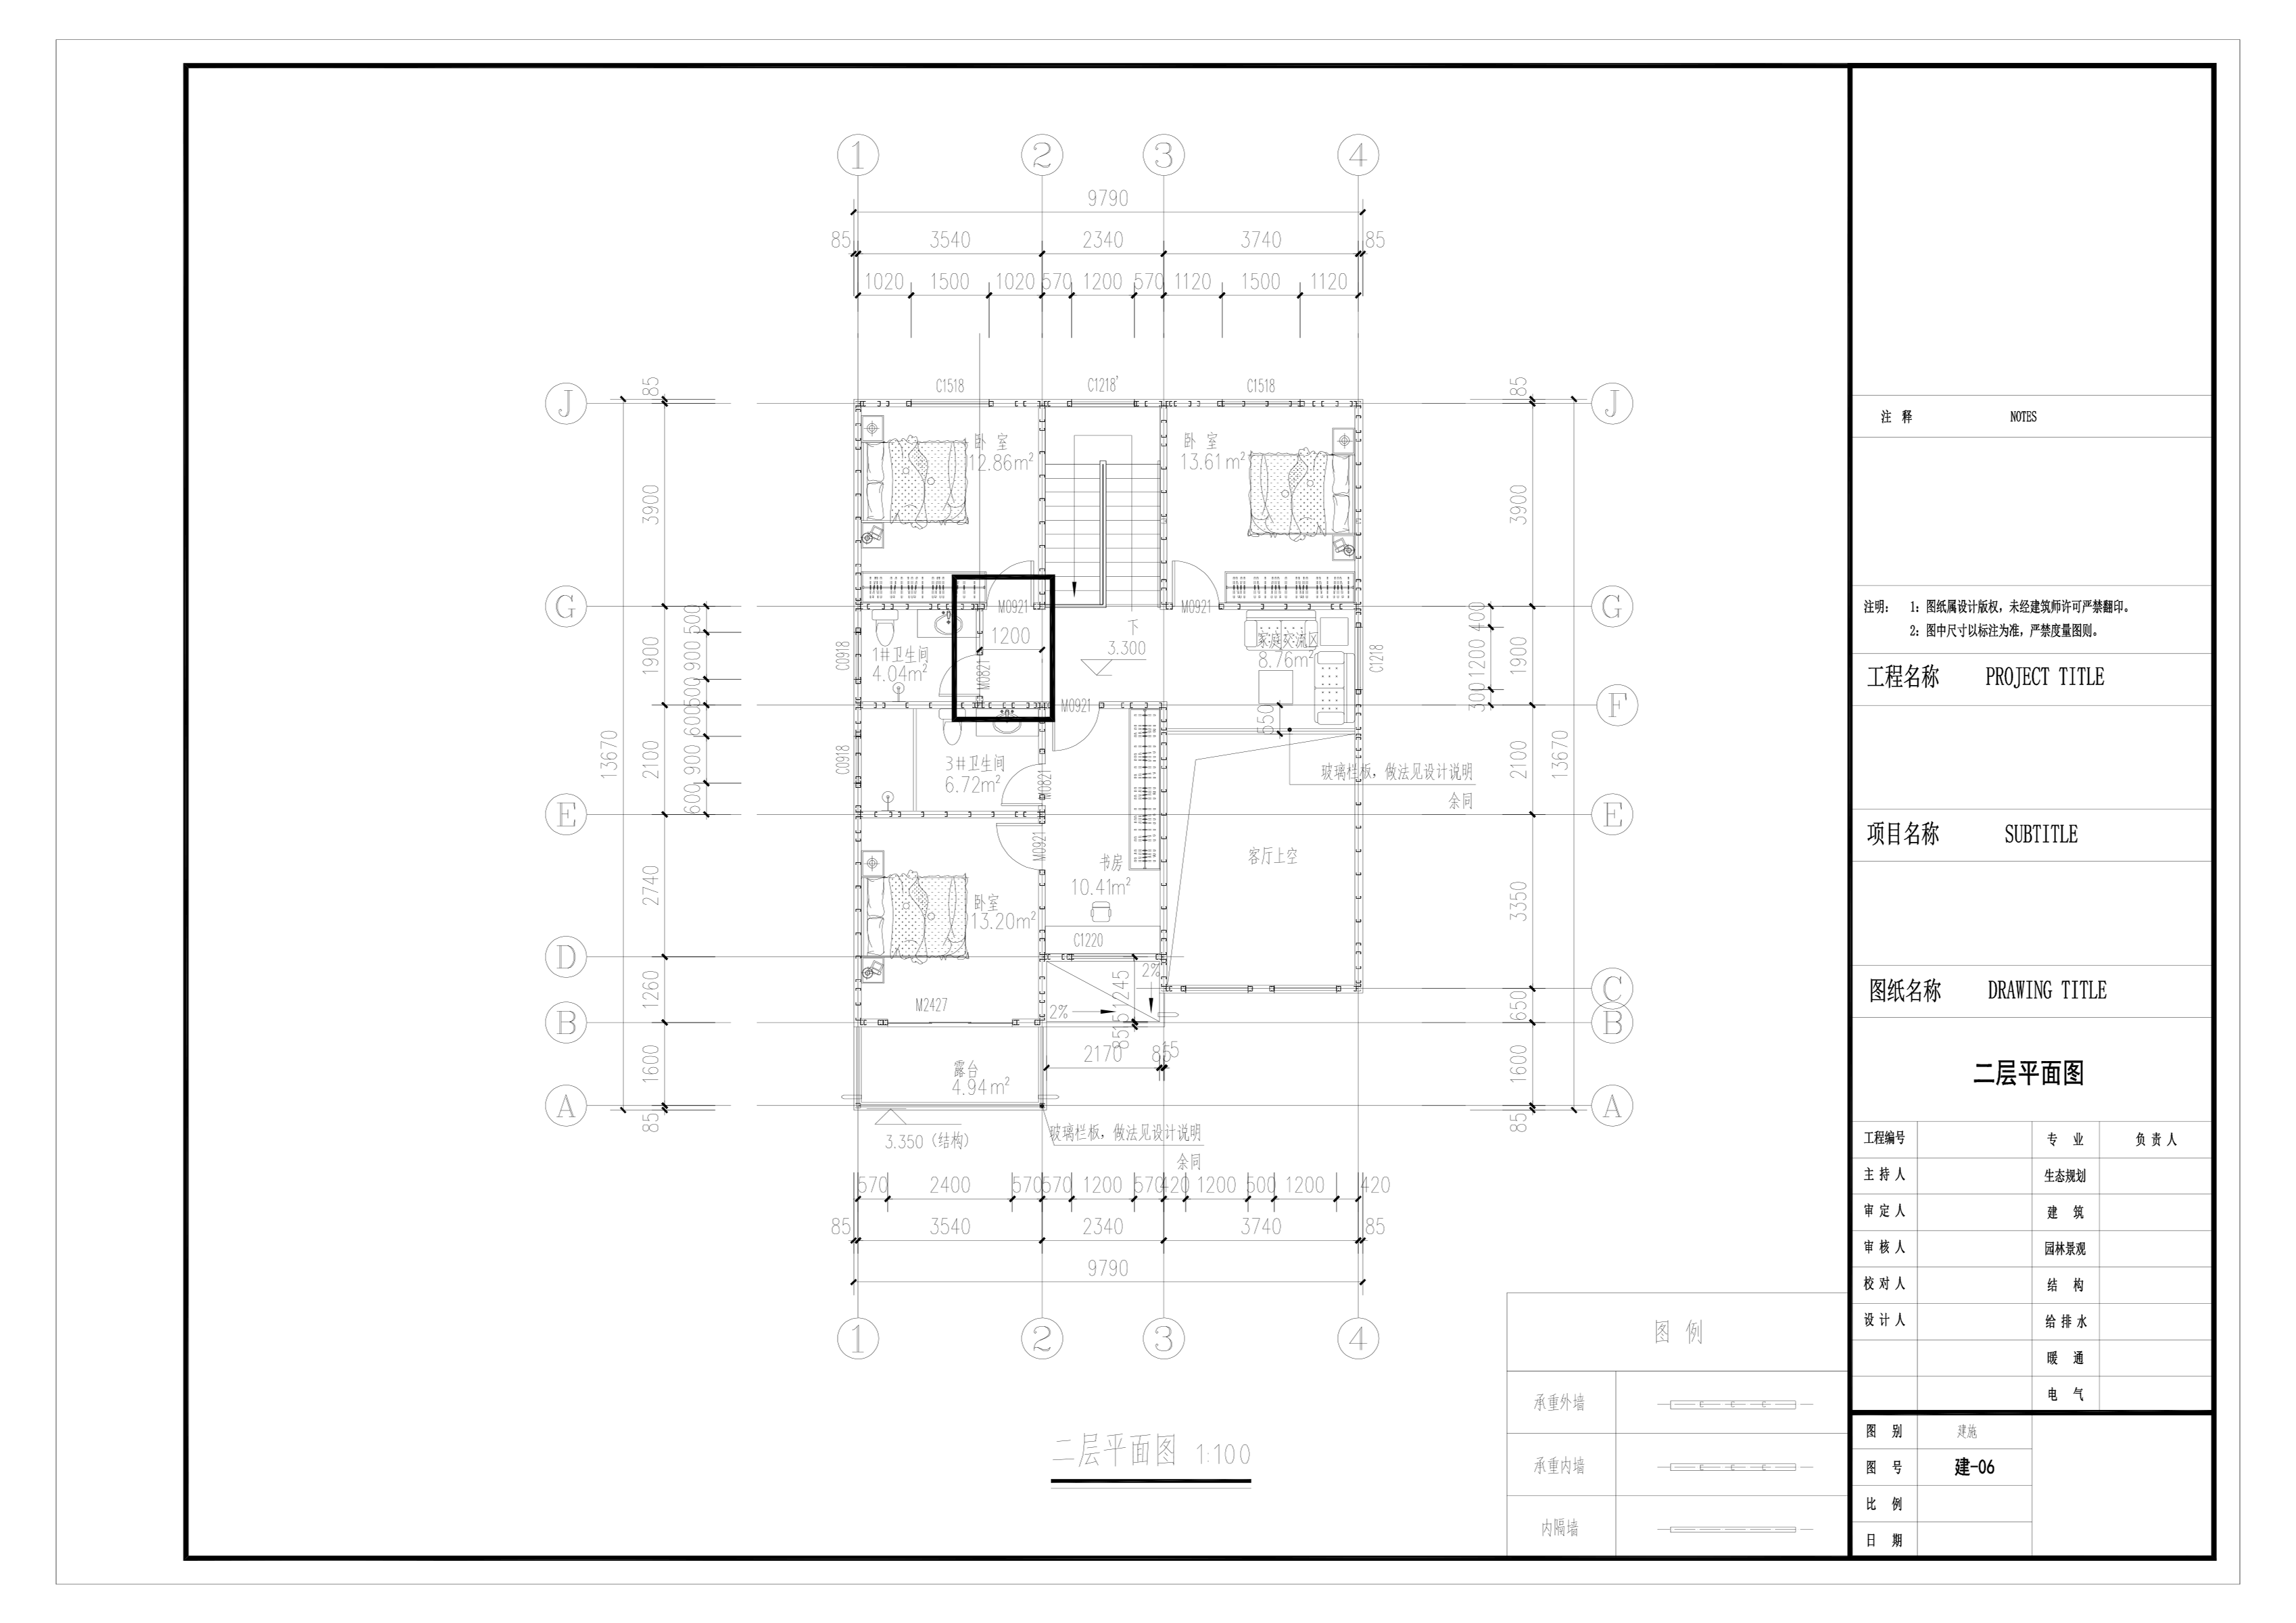 1 2 3 4
9790
85 3540 2340 3740 85
1020 1500 1020 570 1200 570 1120 1500 1120
C1518 C1218' C1518
J J
85 85
卧 室
12.86m²
卧 室
13.61m²
3900 3900
G G
M0921 M0921
1200
下
3.300
1#卫生间
4.04m²
M0821
家庭交流区
8.76m²
C0918 C1218
1900 500 900 500
400 1200 300 1900
F
M0921
550
13670 2100 600 900 600
2100 13670
C0918
3#卫生间
6.72m²
M0821
玻璃栏板，做法见设计说明
余同
E E
M0921
书房
10.41m²
客厅上空
2740 3350
卧室
13.20m²
C1220
D
1260
M2427
2%
2%
1245
15
85
C
650
B B
2170 85 15
1600 1600
露台
4.94m²
A A
85 85
3.350（结构）
玻璃栏板，做法见设计说明
余同
570 2400 570 570 1200 570 420 1200 500 1200 420
85 3540 2340 3740 85
9790
1 2 3 4
二层平面图 1:100
图 例
承重外墙
承重内墙
内隔墙
注 释 NOTES
注明： 1：图纸属设计版权，未经建筑师许可严禁翻印。
2：图中尺寸以标注为准，严禁度量图则。
工程名称 PROJECT TITLE
项目名称 SUBTITLE
图纸名称 DRAWING TITLE
二层平面图
工程编号 专 业 负 责 人
主 持 人 生态规划
审 定 人 建 筑
审 核 人 园林景观
校 对 人 结 构
设 计 人 给 排 水
暖 通
电 气
图 别 建施
图 号 建-06
比 例
日 期